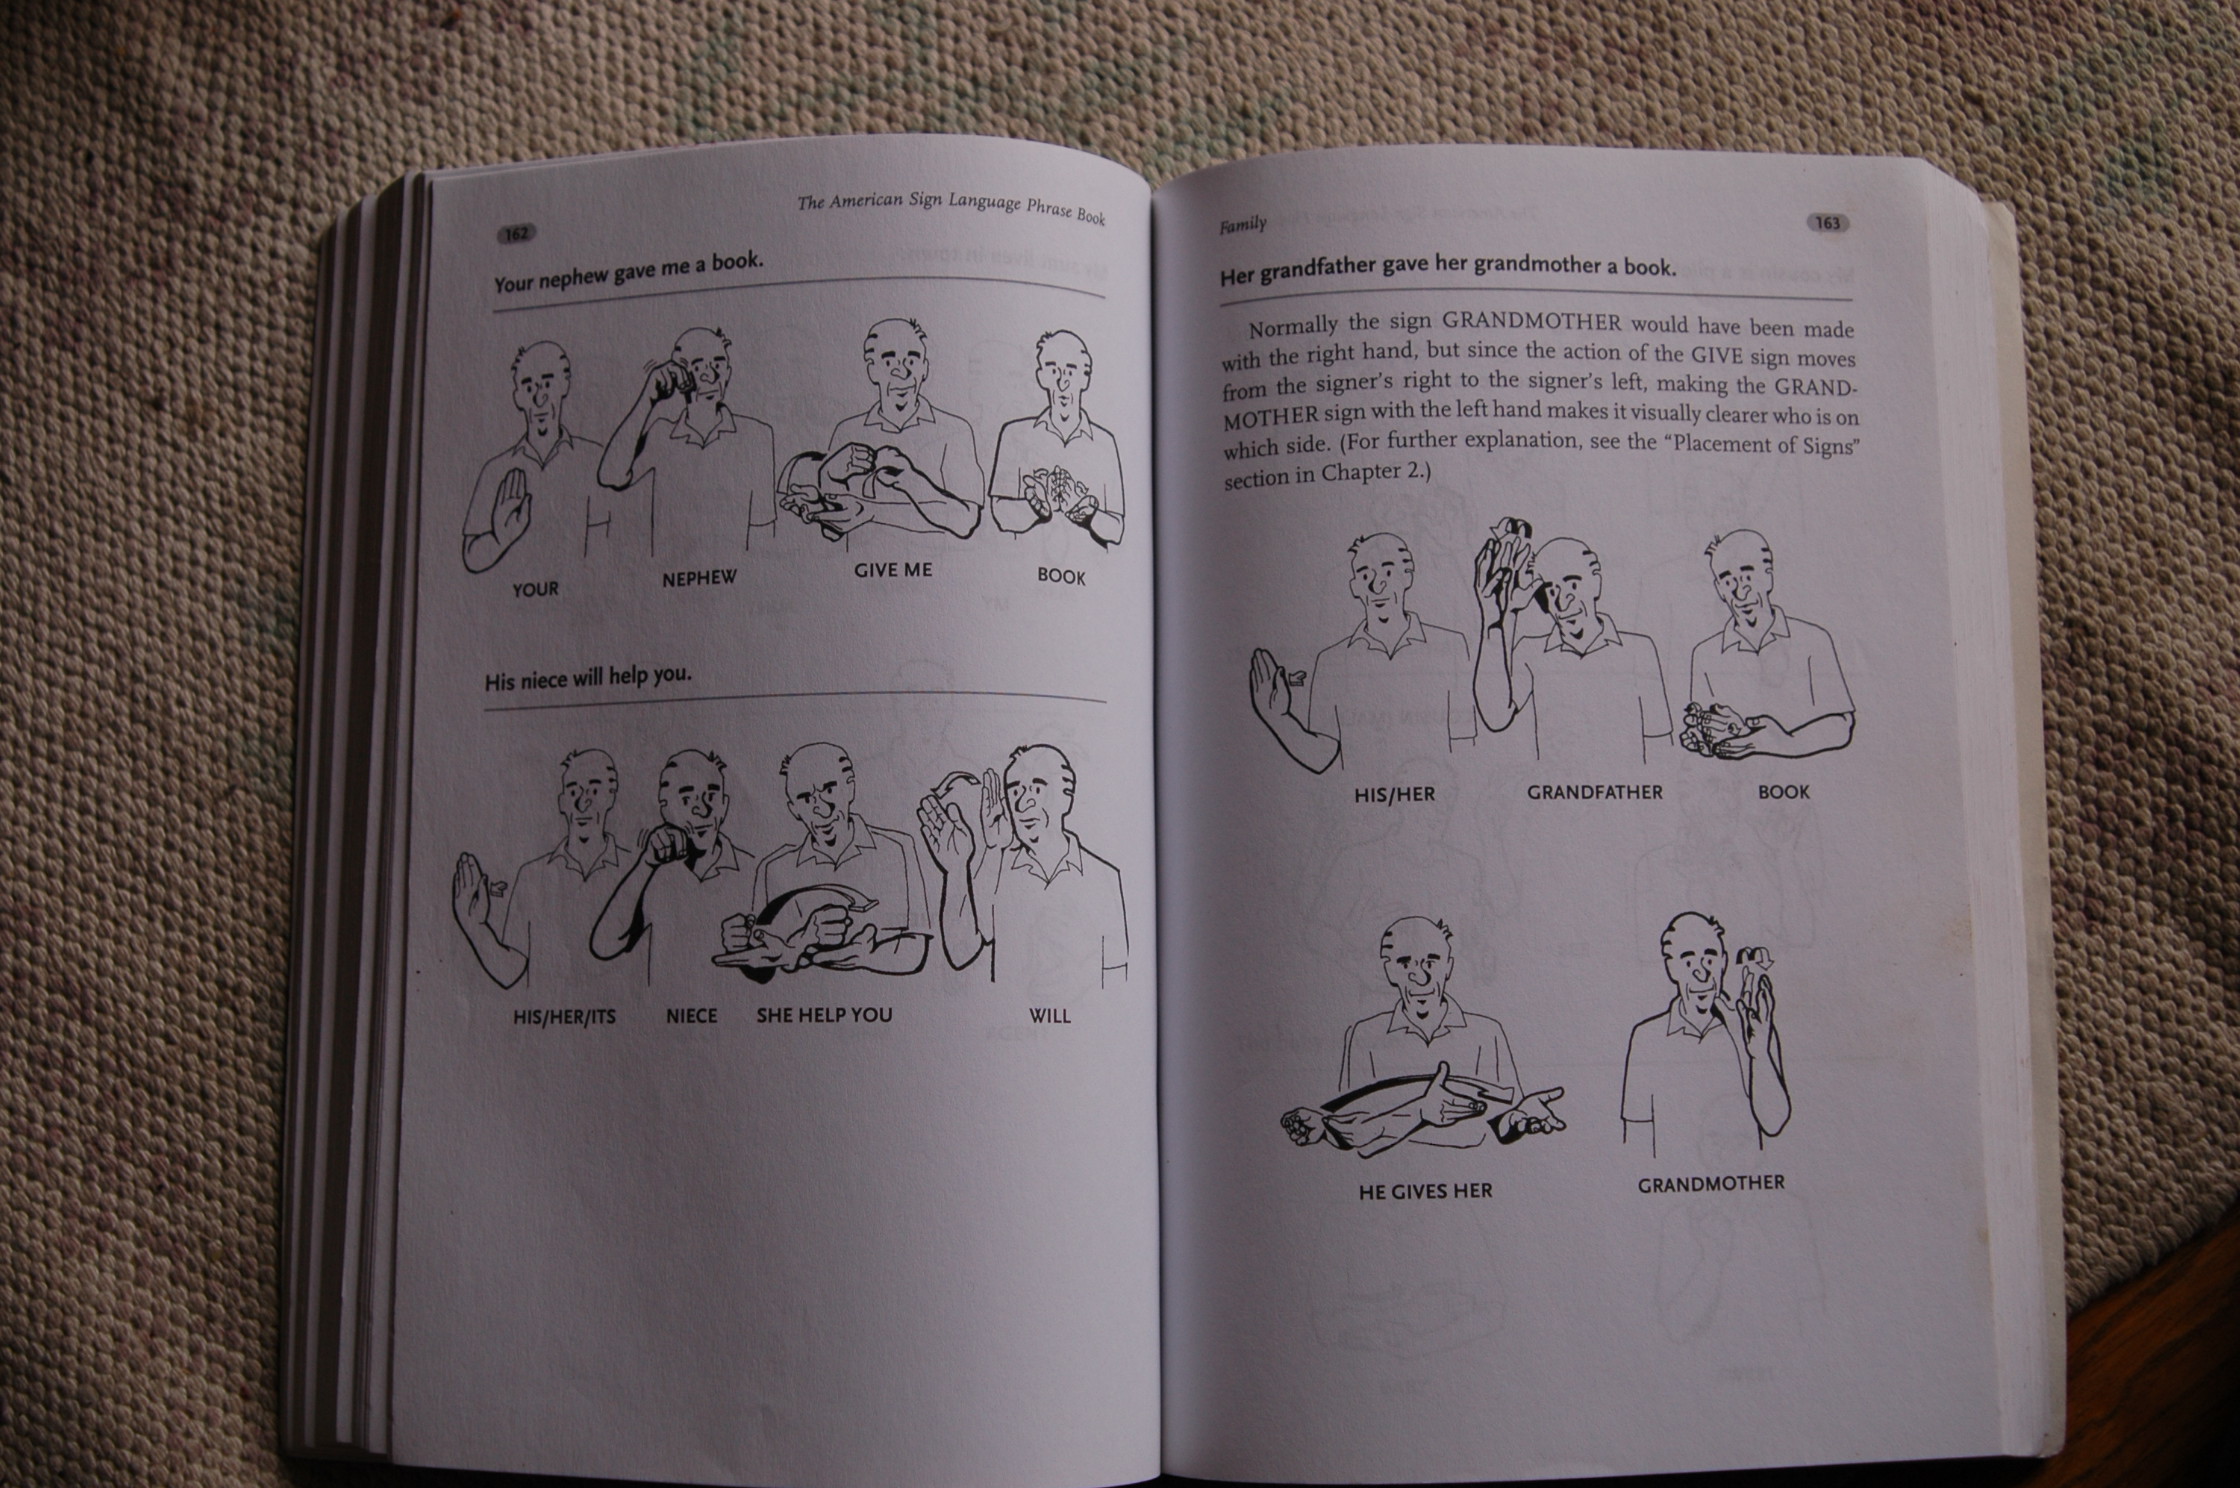 162
The American Sign Language Phrase Book
Your nephew gave me a book.
YOUR
NEPHEW
GIVE ME
BOOK
His niece will help you.
HIS/HER/ITS
NIECE
SHE HELP YOU
WILL
Family
163
Her grandfather gave her grandmother a book.
Normally the sign GRANDMOTHER would have been made
with the right hand, but since the action of the GIVE sign moves
from the signer's right to the signer's left, making the GRAND-
MOTHER sign with the left hand makes it visually clearer who is on
which side. (For further explanation, see the "Placement of Signs"
section in Chapter 2.)
HIS/HER
GRANDFATHER
BOOK
HE GIVES HER
GRANDMOTHER